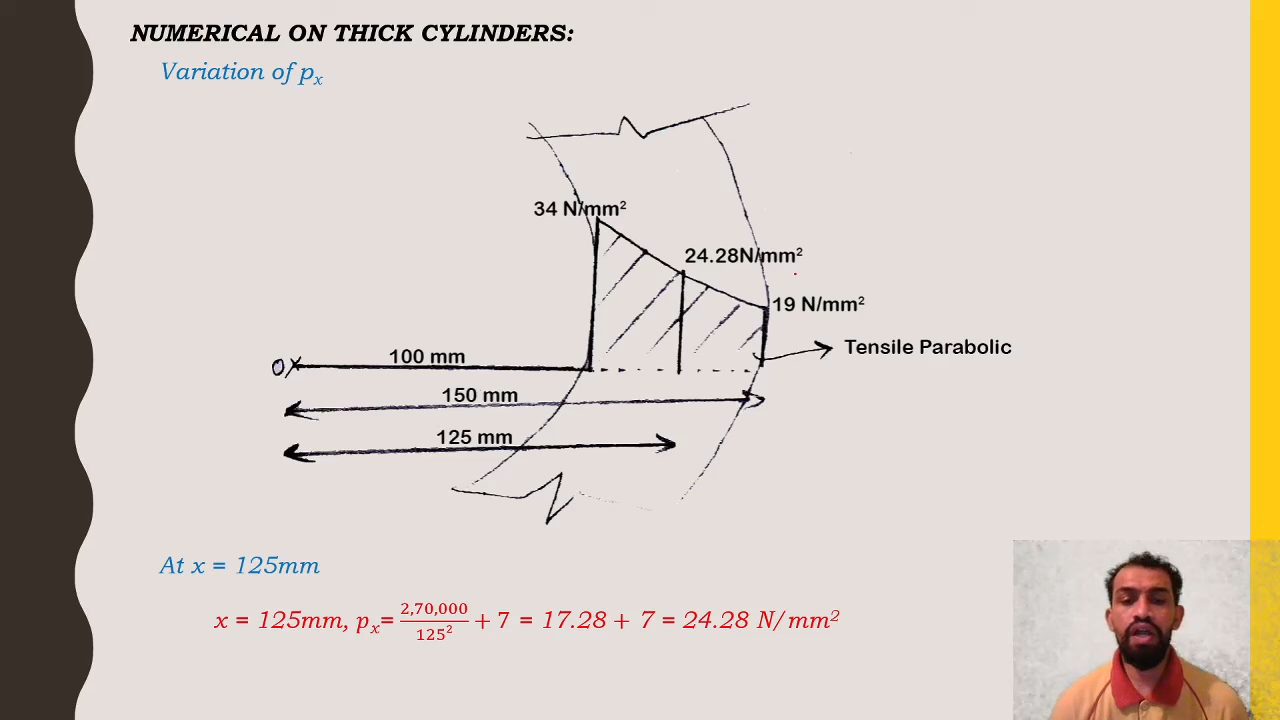 NUMERICAL ON THICK CYLINDERS:
Variation of pₓ
34 N/mm²
24.28N/mm²
19 N/mm²
Tensile Parabolic
O
100 mm
150 mm
125 mm
At x = 125mm
x = 125mm, pₓ= 2,70,000/125² + 7 = 17.28 + 7 = 24.28 N/mm²